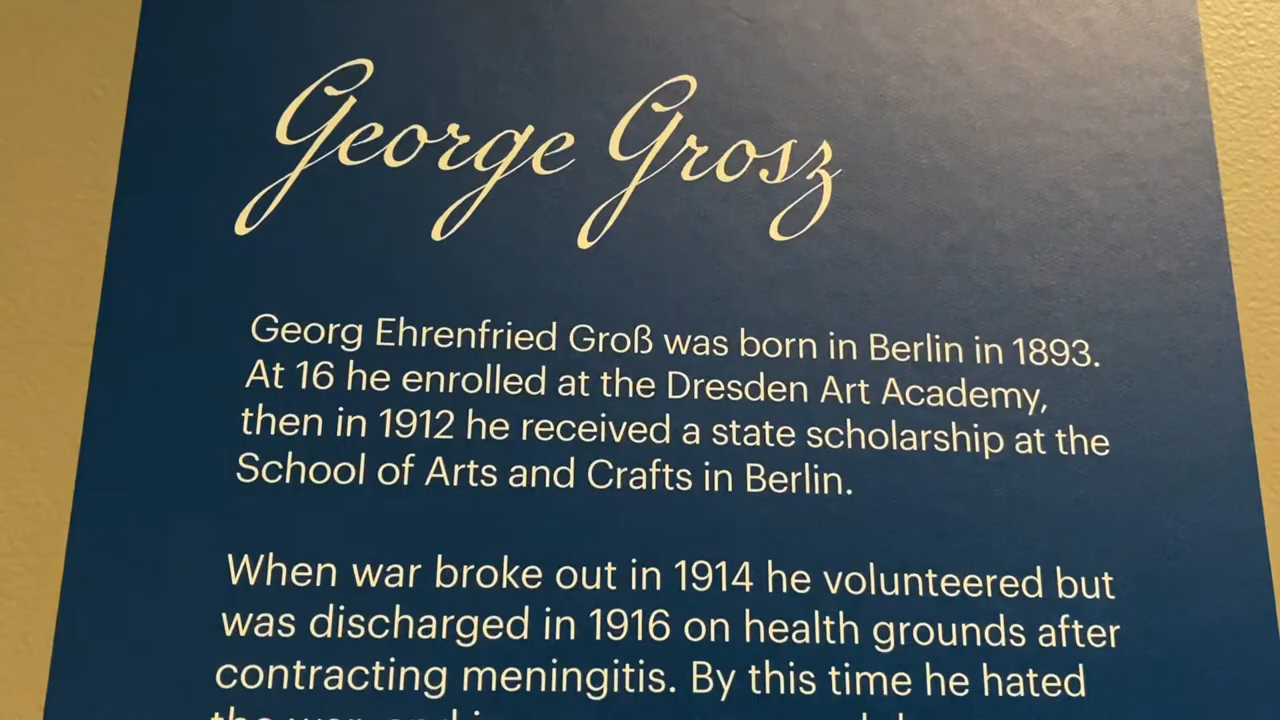 George Grosz
Georg Ehrenfried Groß was born in Berlin in 1893.
At 16 he enrolled at the Dresden Art Academy,
then in 1912 he received a state scholarship at the
School of Arts and Crafts in Berlin.
When war broke out in 1914 he volunteered but
was discharged in 1916 on health grounds after
contracting meningitis. By this time he hated